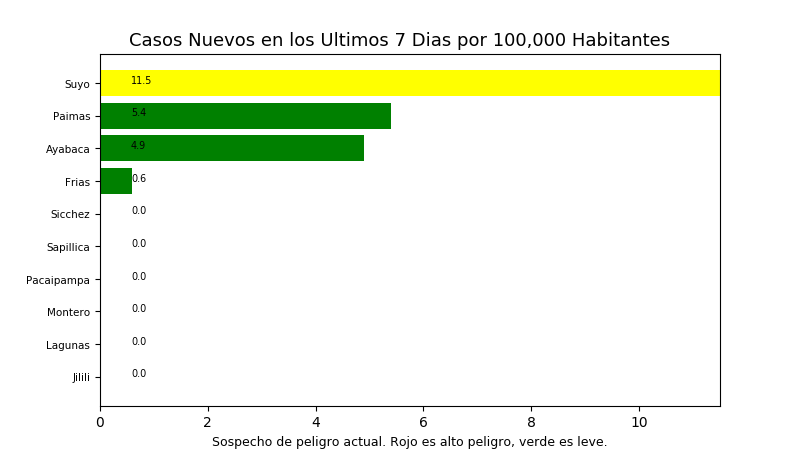 Casos Nuevos en los Ultimos 7 Dias por 100,000 Habitantes
Suyo 11.5
Paimas 5.4
Ayabaca 4.9
Frias 0.6
Sicchez 0.0
Sapillica 0.0
Pacaipampa 0.0
Montero 0.0
Lagunas 0.0
Jilili 0.0
0 2 4 6 8 10
Sospecho de peligro actual. Rojo es alto peligro, verde es leve.